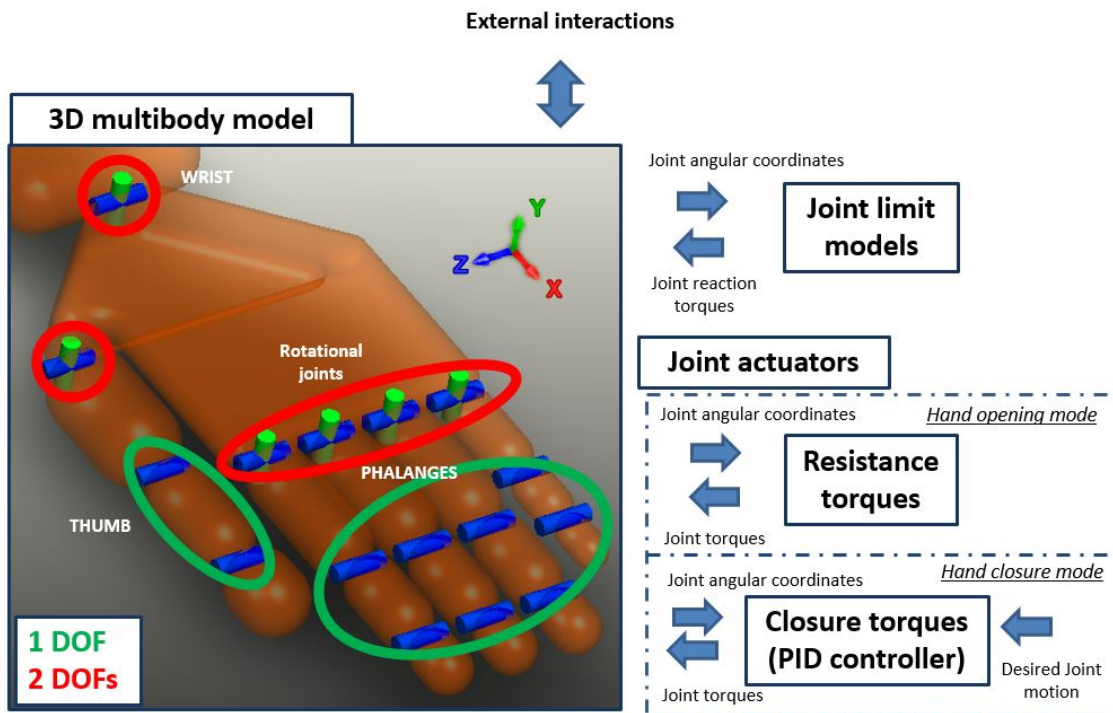 External interactions
3D multibody model
WRIST
Y
Z
X
Rotational
joints
PHALANGES
THUMB
1 DOF
2 DOFs
Joint angular coordinates
Joint limit
models
Joint reaction
torques
Joint actuators
Joint angular coordinates
Hand opening mode
Resistance
torques
Joint torques
Joint angular coordinates
Hand closure mode
Closure torques
(PID controller)
Joint torques
Desired Joint
motion